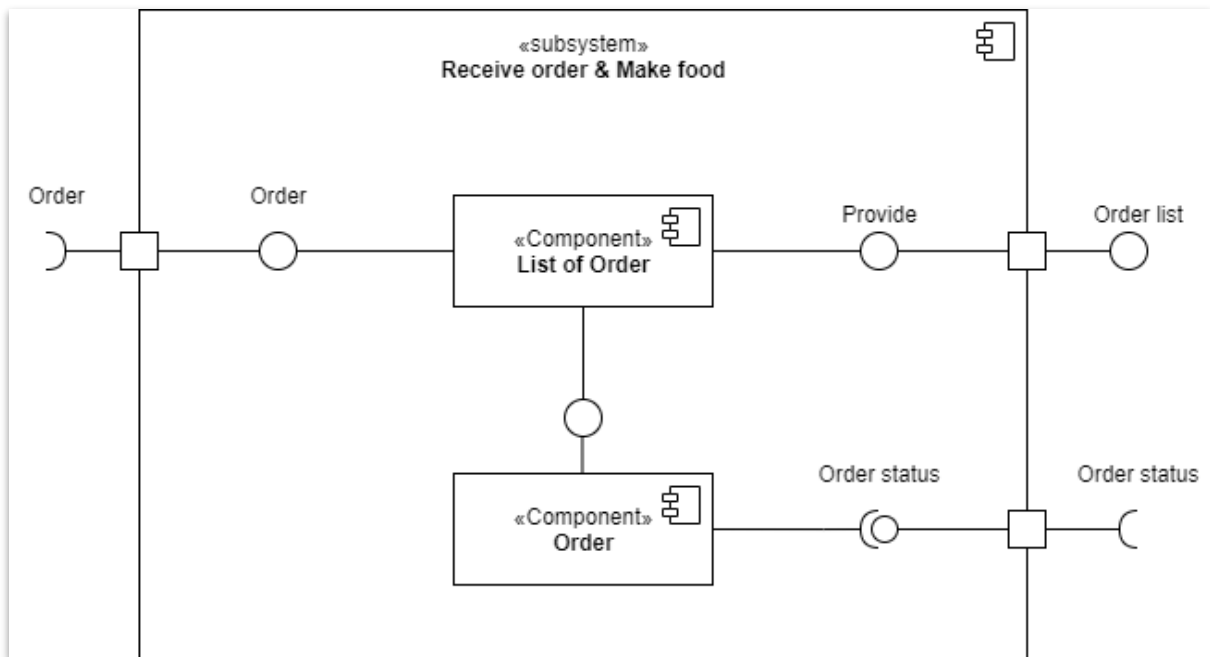 «subsystem»
Receive order & Make food
Order
Order
Provide
Order list
«Component»
List of Order
Order status
Order status
«Component»
Order